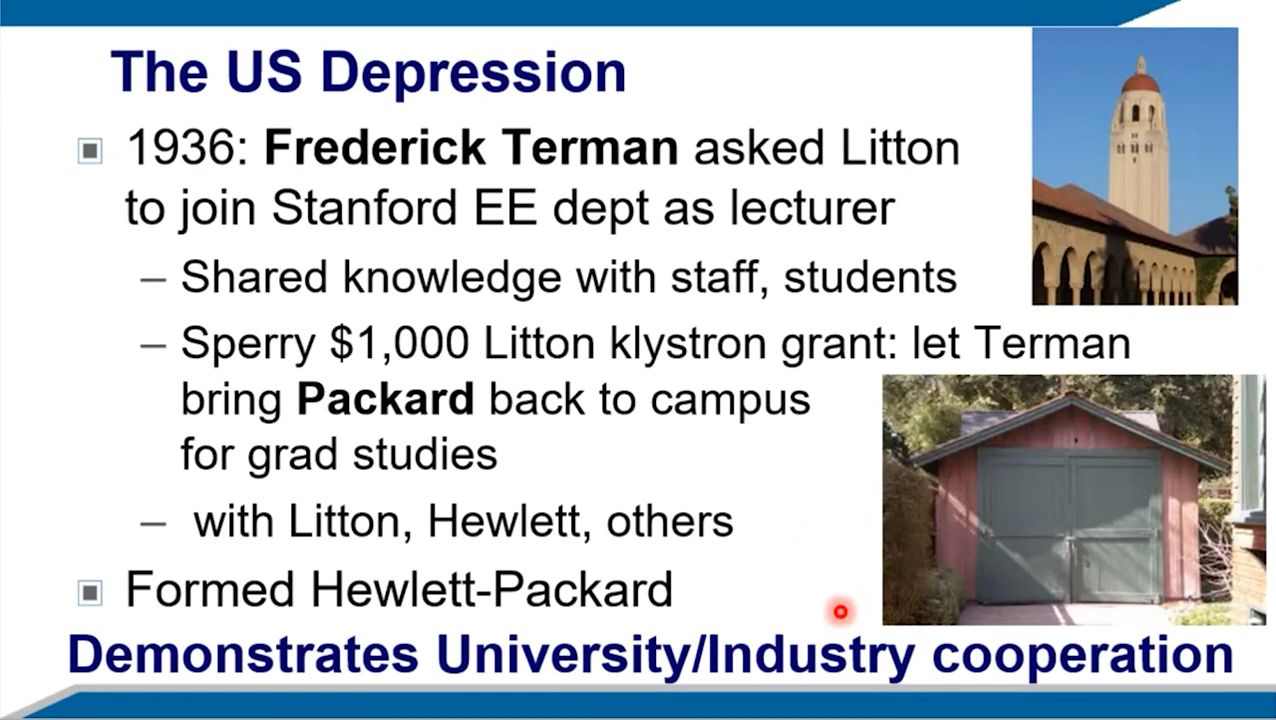 The US Depression
1936: Frederick Terman asked Litton
to join Stanford EE dept as lecturer
– Shared knowledge with staff, students
– Sperry $1,000 Litton klystron grant: let Terman
bring Packard back to campus
for grad studies
– with Litton, Hewlett, others
Formed Hewlett-Packard
Demonstrates University/Industry cooperation